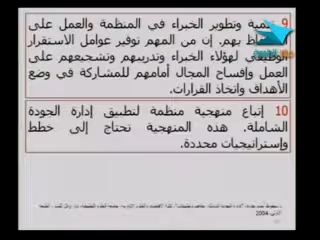 9 تنمية وتطوير الخبراء في المنظمة والعمل على
بهم. إن من المهم توفير عوامل الاستقرار
الوظيفي لهؤلاء الخبراء وتدريبهم وتشجيعهم على
العمل وإفساح المجال أمامهم للمشاركة في وضع
الأهداف واتخاذ القرارات.
10 إتباع منهجية منظمة لتطبيق إدارة الجودة
الشاملة. هذه المنهجية تحتاج إلى خطط
وإستراتيجيات محددة.
2004